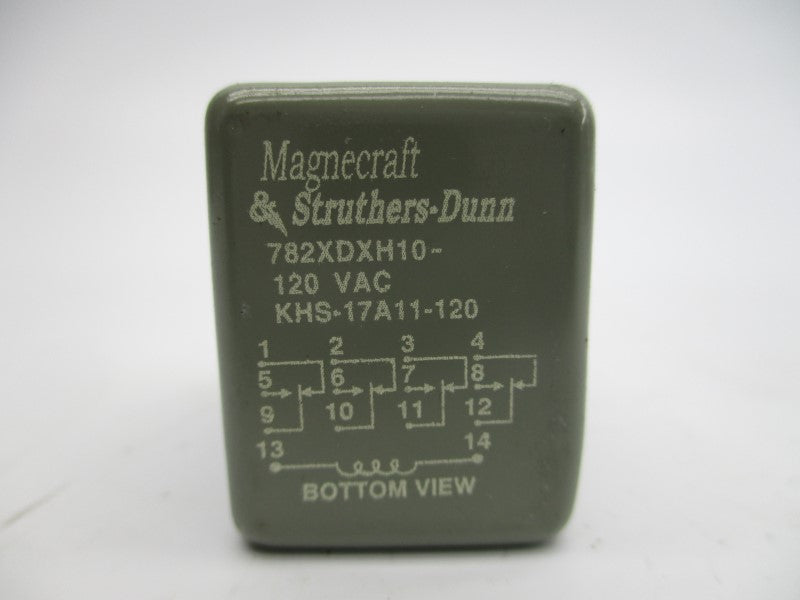 Magnecraft
& Struthers-Dunn
782XDXH10-
120 VAC
KHS-17A11-120
1 2 3 4
5 6 7 8
9 10 11 12
13 14
BOTTOM VIEW